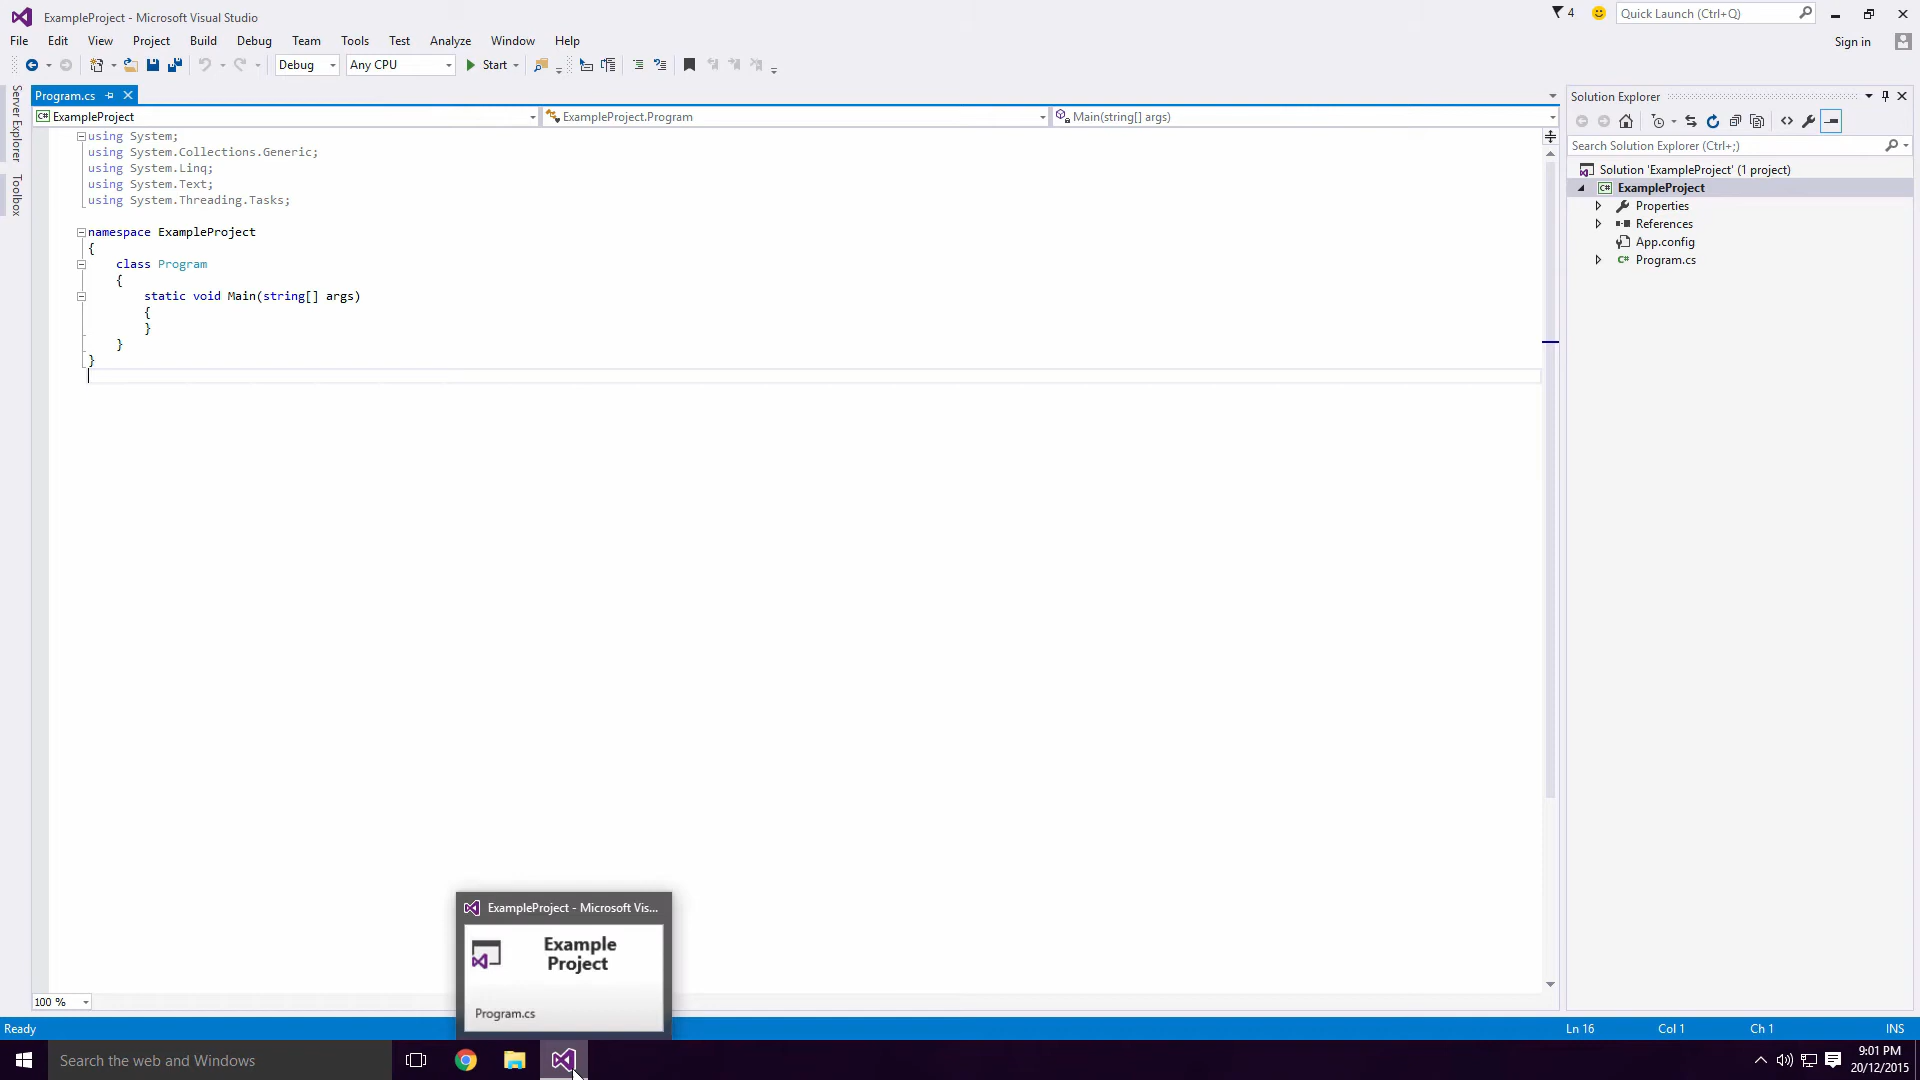 ExampleProject - Microsoft Visual Studio
4
Quick Launch (Ctrl+Q)
File Edit View Project Build Debug Team Tools Test Analyze Window Help
Sign in
Debug Any CPU Start
Server Explorer
Toolbox
Program.cs
ExampleProject
ExampleProject.Program
Main(string[] args)
using System;
using System.Collections.Generic;
using System.Linq;
using System.Text;
using System.Threading.Tasks;
namespace ExampleProject
{
class Program
{
static void Main(string[] args)
{
}
}
}
100 %
Solution Explorer
Search Solution Explorer (Ctrl+;)
Solution 'ExampleProject' (1 project)
C# ExampleProject
Properties
References
App.config
C# Program.cs
ExampleProject - Microsoft Vis...
Example
Project
Program.cs
Ready
Ln 16 Col 1 Ch 1 INS
Search the web and Windows
9:01 PM
20/12/2015